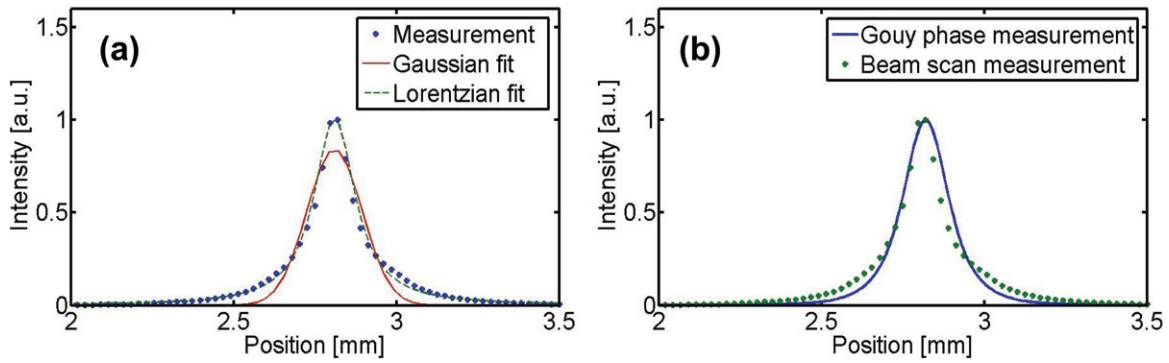 (a)
Measurement
Gaussian fit
Lorentzian fit
Intensity [a.u.]
1.5
1
0.5
0
2
2.5
3
3.5
Position [mm]
(b)
Gouy phase measurement
Beam scan measurement
Intensity [a.u.]
1.5
1
0.5
0
2
2.5
3
3.5
Position [mm]